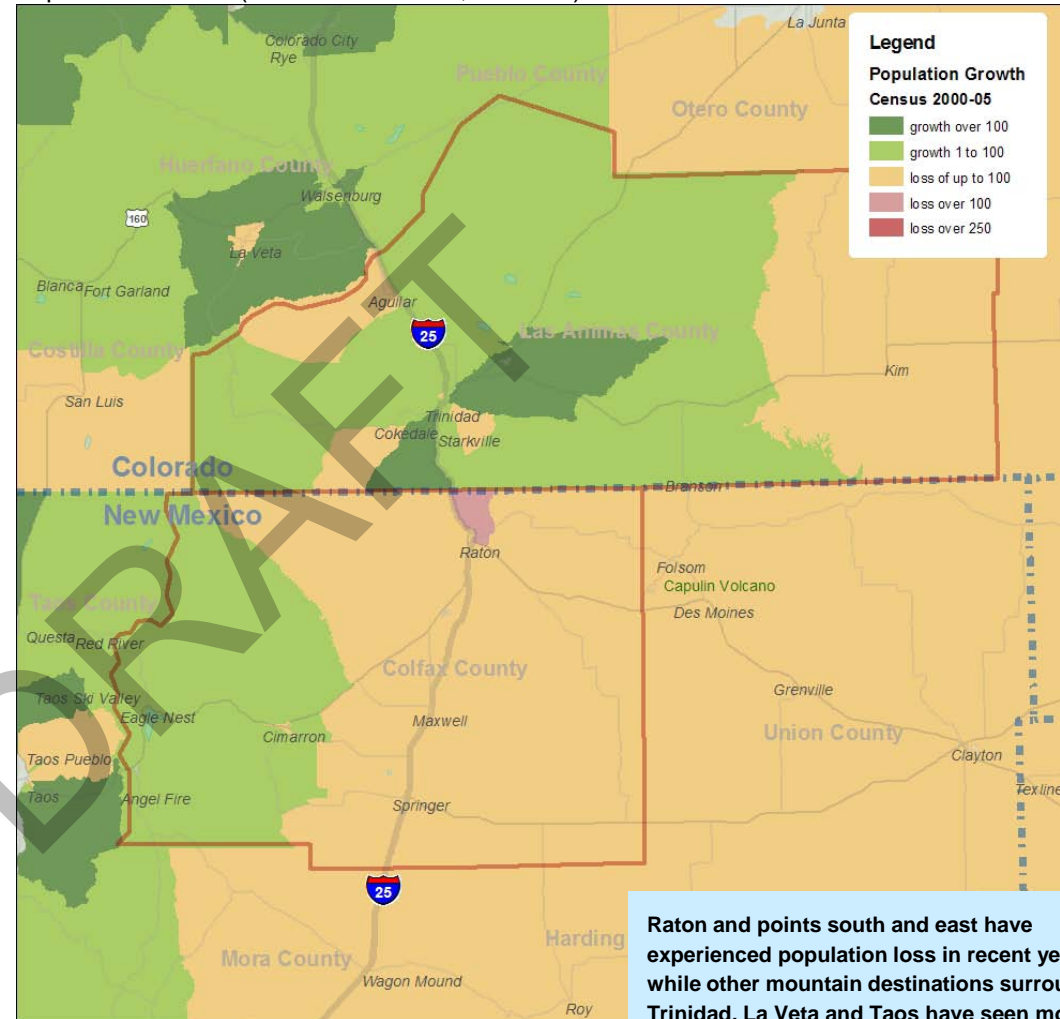 La Junta
Legend
Population Growth
Census 2000-05
growth over 100
growth 1 to 100
loss of up to 100
loss over 100
loss over 250
Colorado City
Rye
Pueblo County
Otero County
Huerfano County
Walsenburg
160
La Veta
Blanca
Fort Garland
Aguilar
25
Las Animas County
Costilla County
Kim
San Luis
Trinidad
Cokedale
Starkville
Colorado
Branson
New Mexico
Raton
Folsom
Capulin Volcano
Des Moines
Taos County
Questa
Red River
Colfax County
Taos Ski Valley
Grenville
Eagle Nest
Maxwell
Union County
Cimarron
Clayton
Taos Pueblo
Texline
Taos
Angel Fire
Springer
25
Harding
Mora County
Wagon Mound
Roy
DRAFT
Raton and points south and east have
experienced population loss in recent
while other mountain destinations
Trinidad, La Veta and Taos have seen